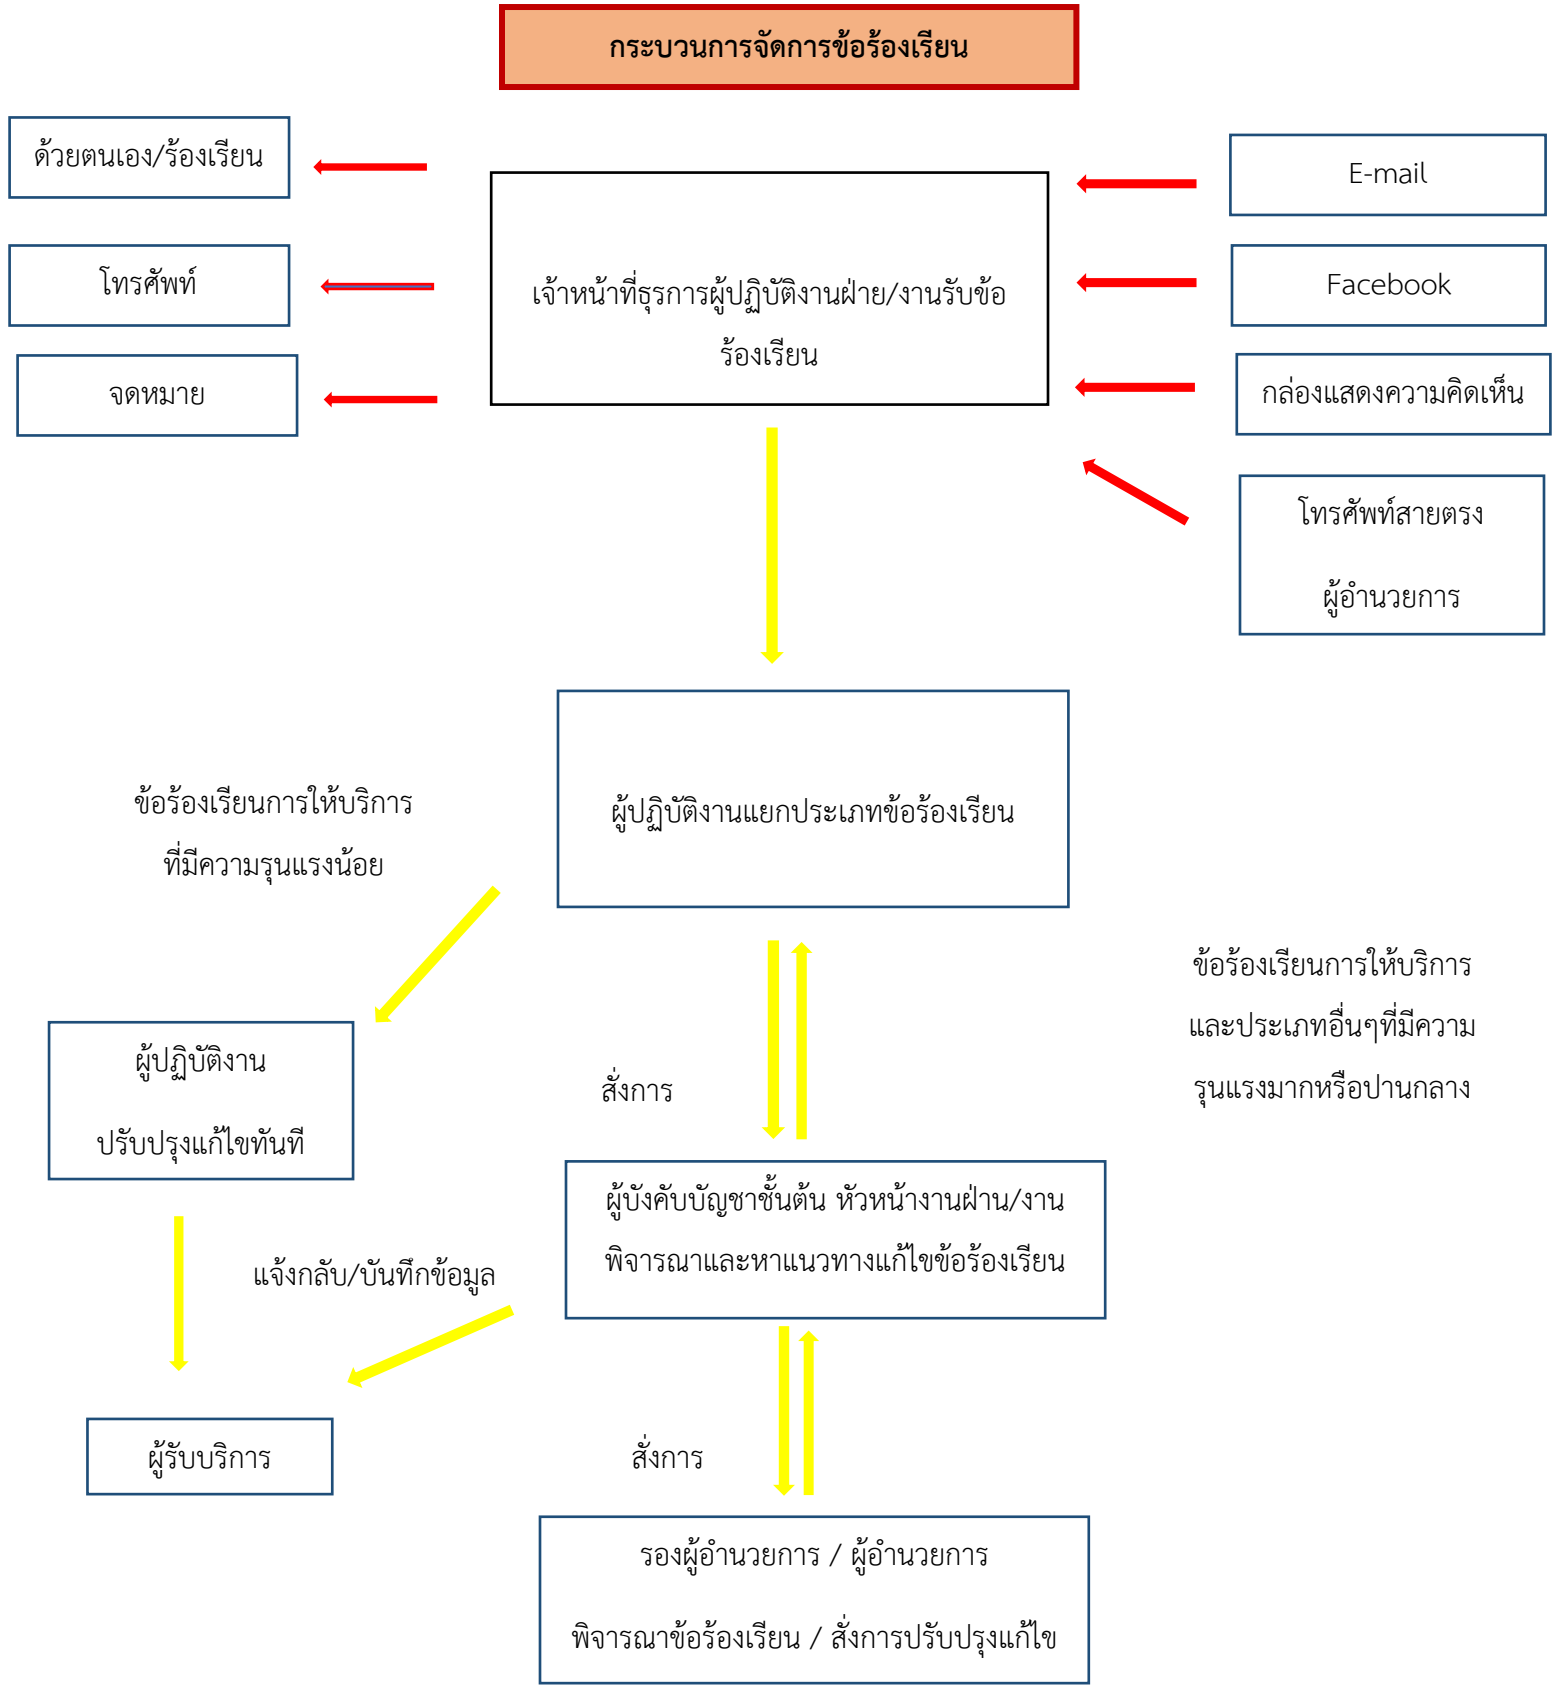 กระบวนการจัดการข้อร้องเรียน
ด้วยตนเอง/ร้องเรียน
โทรศัพท์
จดหมาย
เจ้าหน้าที่ธุรการผู้ปฏิบัติงานฝ่าย/งานรับข้อ
ร้องเรียน
E-mail
Facebook
กล่องแสดงความคิดเห็น
โทรศัพท์สายตรง
ผู้อำนวยการ
ผู้ปฏิบัติงานแยกประเภทข้อร้องเรียน
ข้อร้องเรียนการให้บริการ
ที่มีความรุนแรงน้อย
ข้อร้องเรียนการให้บริการ
และประเภทอื่นๆที่มีความ
รุนแรงมากหรือปานกลาง
ผู้ปฏิบัติงาน
ปรับปรุงแก้ไขทันที
สั่งการ
ผู้บังคับบัญชาชั้นต้น หัวหน้างานฝ่าน/งาน
พิจารณาและหาแนวทางแก้ไขข้อร้องเรียน
แจ้งกลับ/บันทึกข้อมูล
ผู้รับบริการ
สั่งการ
รองผู้อำนวยการ / ผู้อำนวยการ
พิจารณาข้อร้องเรียน / สั่งการปรับปรุงแก้ไข